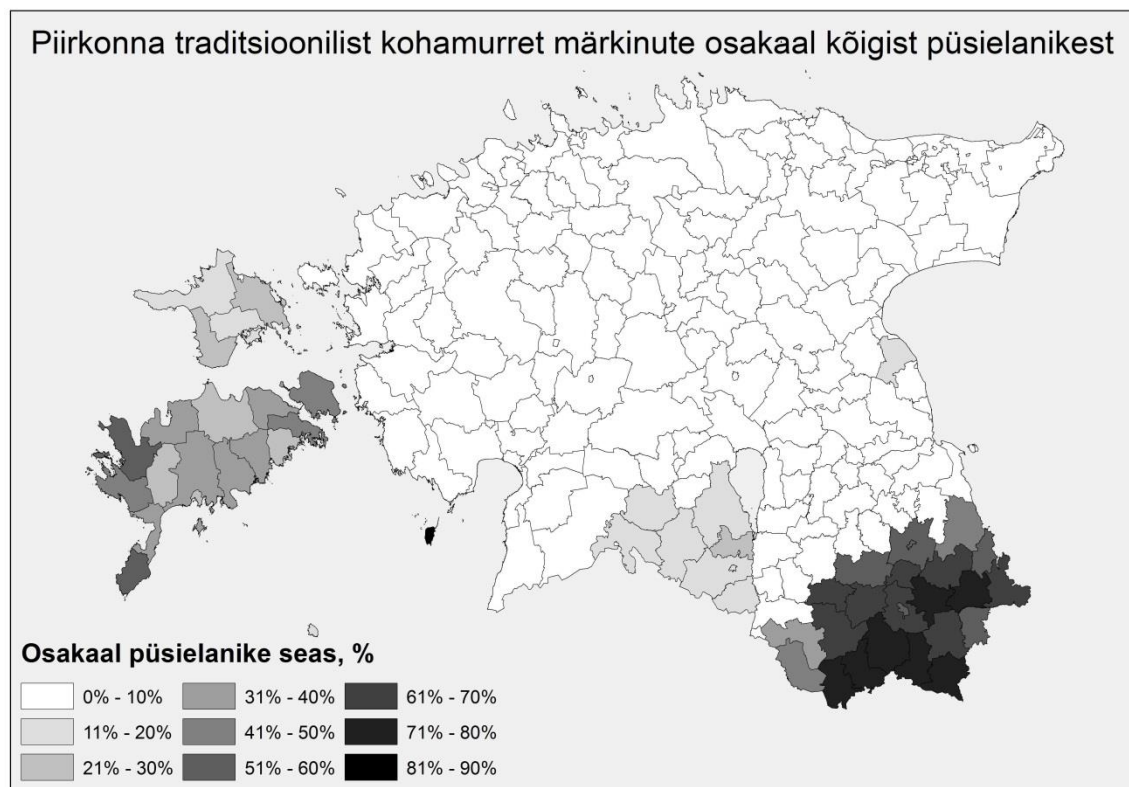 Piirkonna traditsioonilist kohamurret märkinute osakaal kõigist püsielanikest
Osakaal püsielanike seas, %
0% - 10%
31% - 40%
61% - 70%
11% - 20%
41% - 50%
71% - 80%
21% - 30%
51% - 60%
81% - 90%